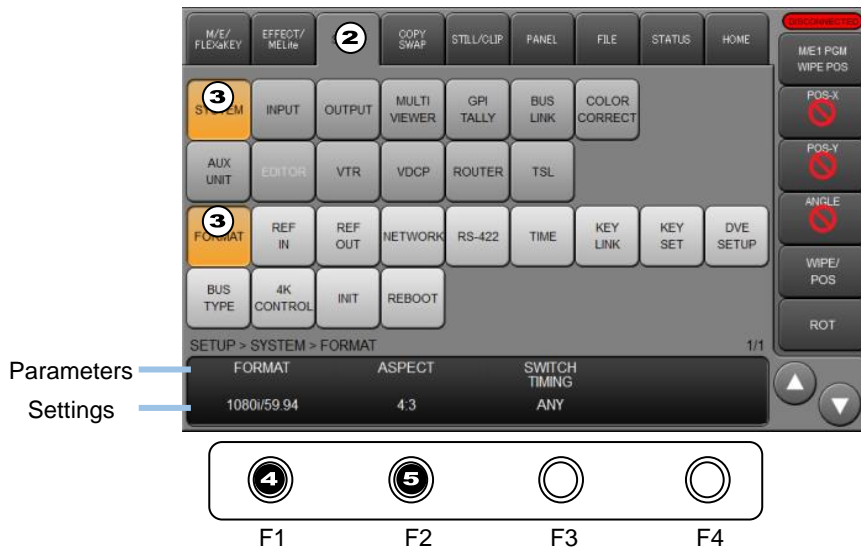 M/E/ FLEXaKEY
EFFECT/ MELite
2
COPY SWAP
STILL/CLIP
PANEL
FILE
STATUS
HOME
DISCONNECTED
M/E1 PGM
WIPE POS
3
INPUT
OUTPUT
MULTI VIEWER
GPI TALLY
BUS LINK
COLOR CORRECT
POS-X
AUX UNIT
EDITOR
VTR
VDCP
ROUTER
TSL
POS-Y
3
FORMAT
REF IN
REF OUT
NETWORK
RS-422
TIME
KEY LINK
KEY SET
DVE SETUP
ANGLE
BUS TYPE
4K CONTROL
INIT
REBOOT
WIPE/ POS
ROT
SETUP > SYSTEM > FORMAT 1/1
Parameters
FORMAT ASPECT SWITCH TIMING
Settings
1080i/59.94 4:3 ANY
4 5
F1 F2 F3 F4